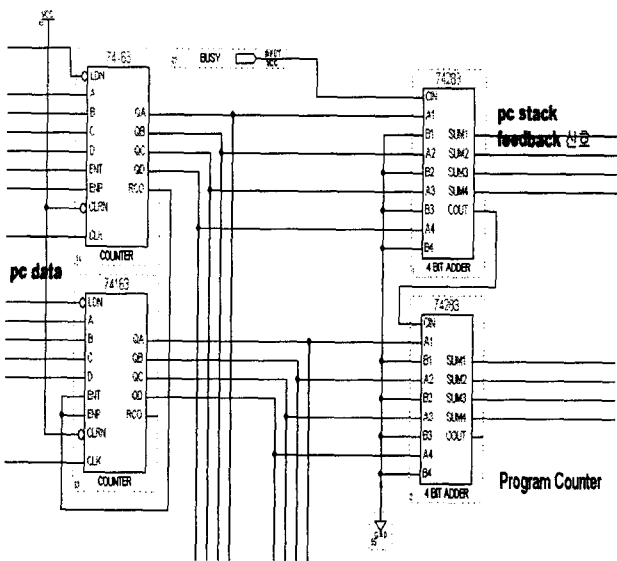 VCC
74163
BUSY
INPUT
VCC
LDN
A
B
C
D
ENT
ENP
CLRN
CLK
QA
QB
QC
QD
RCO
COUNTER
74283
CIN
A1
B1
A2
B2
A3
B3
A4
B4
SUM1
SUM2
SUM3
SUM4
COUT
4 BIT ADDER
pc stack
feedback 신호
pc data
74163
LDN
A
B
C
D
ENT
ENP
CLRN
CLK
QA
QB
QC
QD
RCO
COUNTER
74283
CIN
A1
B1
A2
B2
A3
B3
A4
B4
SUM1
SUM2
SUM3
SUM4
COUT
4 BIT ADDER
Program Counter
GND